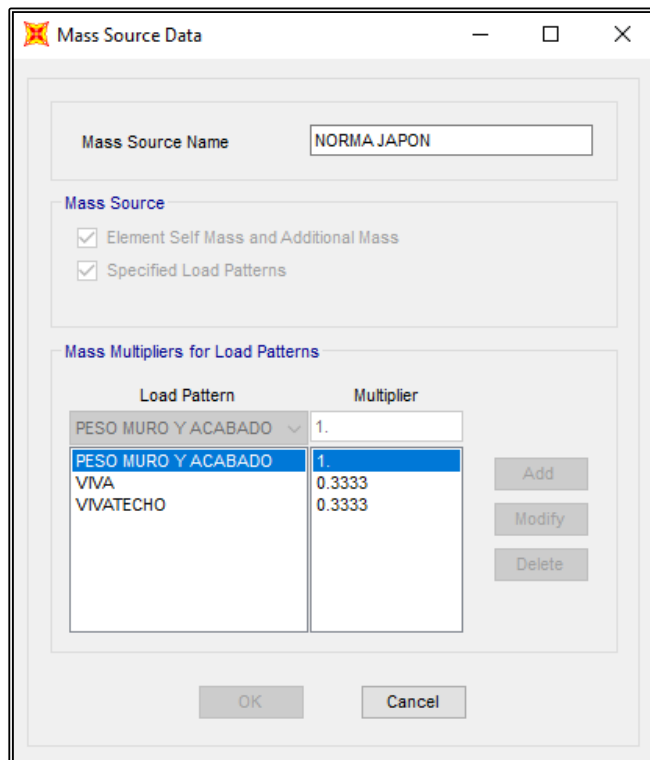 Mass Source Data
Mass Source Name NORMA JAPON
Mass Source
Element Self Mass and Additional Mass
Specified Load Patterns
Mass Multipliers for Load Patterns
Load Pattern Multiplier
PESO MURO Y ACABADO 1.
PESO MURO Y ACABADO 1.
VIVA 0.3333
VIVATECHO 0.3333
Add
Modify
Delete
OK Cancel